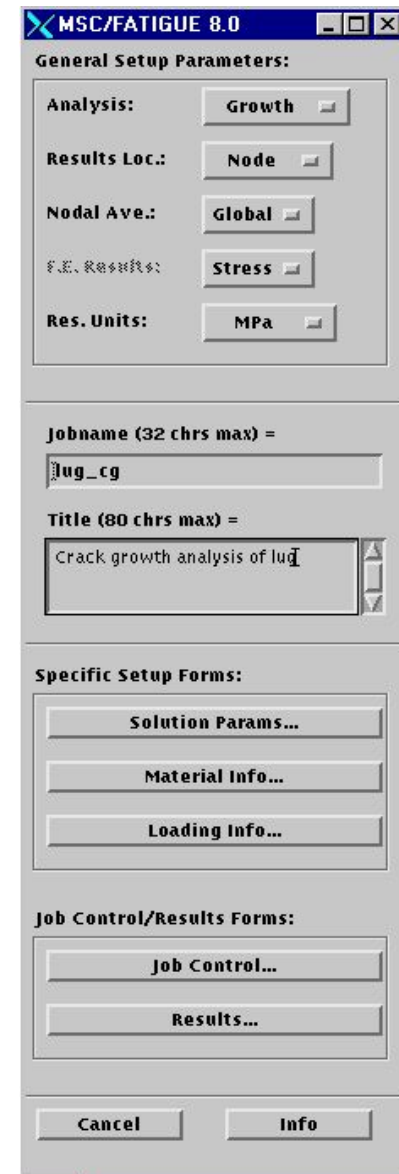 MSC/FATIGUE 8.0
General Setup Parameters:
Analysis: Growth
Results Loc.: Node
Nodal Ave.: Global
F.E. Results: Stress
Res. Units: MPa
Jobname (32 chrs max) =
lug_cg
Title (80 chrs max) =
Crack growth analysis of lug
Specific Setup Forms:
Solution Params...
Material Info...
Loading Info...
Job Control/Results Forms:
Job Control...
Results...
Cancel Info